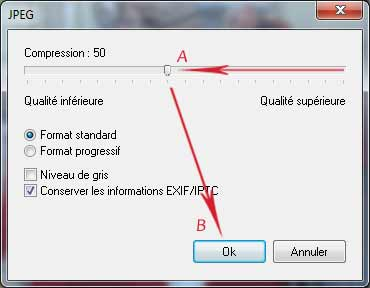 JPEG
Compression : 50
A
Qualité inférieure Qualité supérieure
Format standard
Format progressif
Niveau de gris
Conserver les informations EXIF/IPTC
B
Ok Annuler